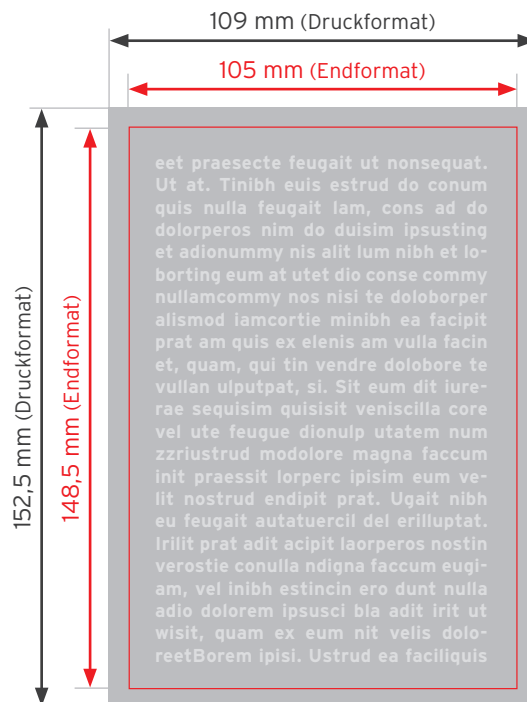 109 mm (Druckformat)
105 mm (Endformat)
152,5 mm (Druckformat)
148,5 mm (Endformat)
eet praesecte feugait ut nonsequat.
Ut at. Tinibh euis estrud do conum
quis nulla feugait lam, cons ad do
dolorperos nim do duisim ipsusting
et adionummy nis alit lum nibh et lo-
borting eum at utet dio conse commy
nullamcommy nos nisi te doloborper
alismod iamcortie minibh ea facipit
prat am quis ex elenis am vulla facin
et, quam, qui tin vendre dolobore te
vullan ulputpat, si. Sit eum dit iure-
rae sequisim quisisit veniscilla core
vel ute feugue dionulp utatem num
zzriustrud modolore magna faccum
init praessit lorperc ipisim eum ve-
lit nostrud endipit prat. Ugait nibh
eu feugait autatuercil del erilluptat.
Irilit prat adit acipit laorperos nostin
verostie conulla ndigna faccum eugi-
am, vel inibh estincin ero dunt nulla
adio dolorem ipsusci bla adit irit ut
wisit, quam ex eum nit velis dolo-
reetBorem ipisi. Ustrud ea faciliquis